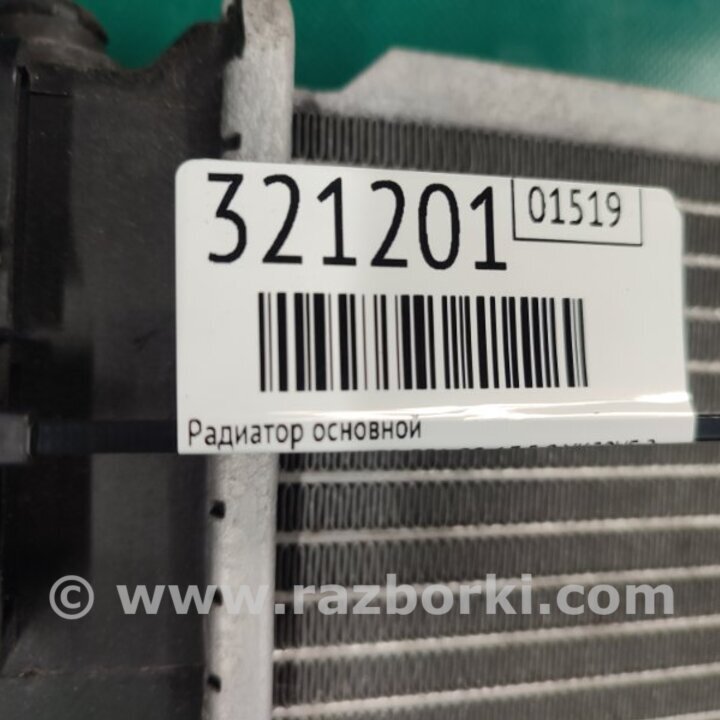 321201
01519
Радиатор основной
© www.razborki.com